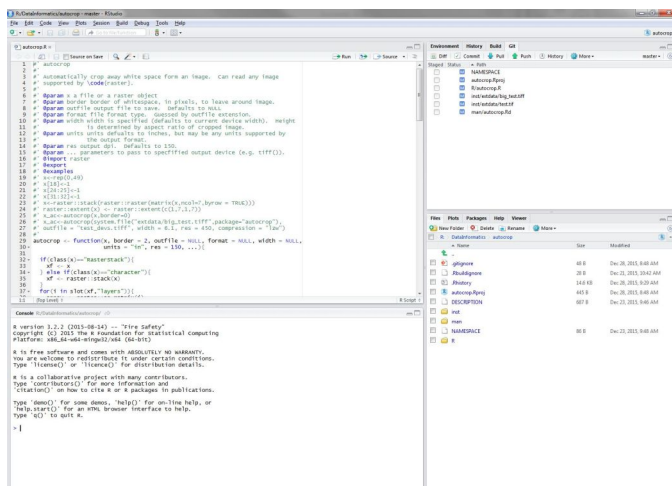 R/DataInformatics/autocrop - master - RStudio
File Edit Code View Plots Session Build Debug Tools Help
autocrop
autocrop.R
Source on Save
Run
Source
1 #' autocrop
2 #'
3 #' Automatically crop away white space form an image. Can read any image
4 #' supported by \code{raster}.
5 #'
6 #' @param x a file or a raster object
7 #' @param border border of whitespace, in pixels, to leave around image.
8 #' @param outfile output file to save. Defaults to NULL
9 #' @param format file format type. Guessed by outfile extension.
10 #' @param width width is specified (defaults to current device width). Height
11 #' is determined by aspect ratio of cropped image.
12 #' @param units units defualts to inches, but may be any units supported by
13 #' the output format.
14 #' @param res output dpi. Defaults to 150.
15 #' @param ... parameters to pass to specfified output device (e.g. tiff()).
16 #' @import raster
17 #' @export
18 #' @examples
19 #' x<-rep(0,49)
20 #' x[18]<-1
21 #' x[24:25]<-1
22 #' x[31:32]<-1
23 #' x<-raster::stack(raster::raster(matrix(x,ncol=7,byrow = TRUE)))
24 #' raster::extent(x) <- raster::extent(c(1,7,1,7))
25 #' x_ac<-autocrop(x,border=0)
26 #' x_ac<-autocrop(system.file("extdata/big_test.tiff",package="autocrop"),
27 #' outfile = "test_devo.tiff", width = 8.1, res = 450, compression = "lzw")
28 #'
29 autocrop <- function(x, border = 2, outfile = NULL, format = NULL, width = NULL,
30 units = "in", res = 150, ...){
31
32 if(class(x)=="RasterStack"){
33 xf <- x
34 } else if(class(x)=="character"){
35 xf <- raster::stack(x)
36 }
37 for(i in slot(xf,"layers")){
(Top Level)
R Script
Console R/DataInformatics/autocrop/
R version 3.2.2 (2015-08-14) -- "Fire Safety"
Copyright (C) 2015 The R Foundation for Statistical Computing
Platform: x86_64-w64-mingw32/x64 (64-bit)
R is free software and comes with ABSOLUTELY NO WARRANTY.
You are welcome to redistribute it under certain conditions.
Type 'license()' or 'licence()' for distribution details.
R is a collaborative project with many contributors.
Type 'contributors()' for more information and
'citation()' on how to cite R or R packages in publications.
Type 'demo()' for some demos, 'help()' for on-line help, or
'help.start()' for an HTML browser interface to help.
Type 'q()' to quit R.
>
Environment History Build Git
Diff Commit Pull Push History More master
Staged Status Path
NAMESPACE
autocrop.Rproj
R/autocrop.R
inst/extdata/big_test.tiff
inst/extdata/test.tif
man/autocrop.Rd
Files Plots Packages Help Viewer
New Folder Delete Rename More
R DataInformatics autocrop
Name Size Modified
..
.gitignore 48 B Dec 28, 2015, 8:48 AM
.Rbuildignore 28 B Dec 21, 2015, 10:42 AM
.Rhistory 14.6 KB Dec 28, 2015, 9:29 AM
autocrop.Rproj 445 B Dec 28, 2015, 8:48 AM
DESCRIPTION 687 B Dec 23, 2015, 9:48 AM
inst
man
NAMESPACE 86 B Dec 23, 2015, 9:48 AM
R